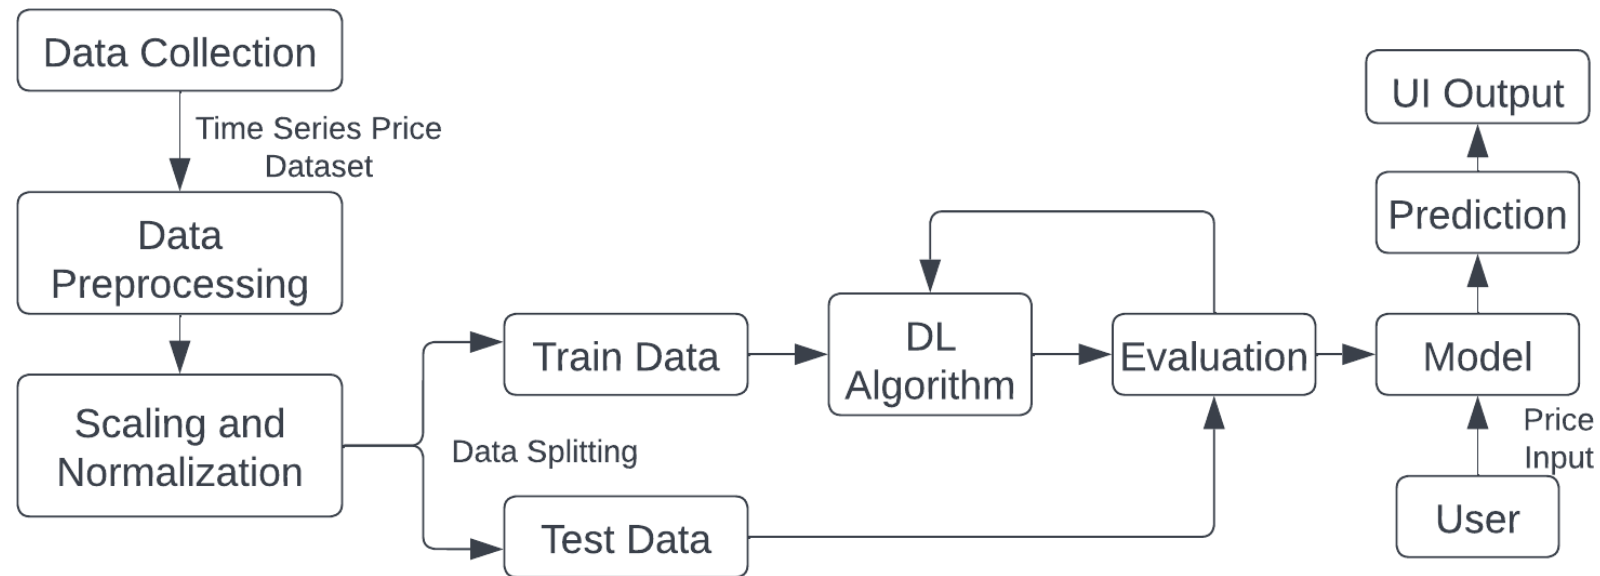 Data Collection
Time Series Price
Dataset
Data
Preprocessing
Scaling and
Normalization
Data Splitting
Train Data
Test Data
DL
Algorithm
Evaluation
UI Output
Prediction
Model
Price
Input
User